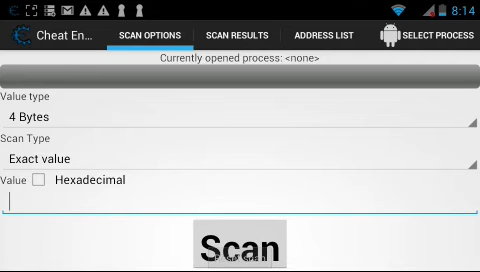 8:14
Cheat En...
SCAN OPTIONS
SCAN RESULTS
ADDRESS LIST
SELECT PROCESS
Currently opened process: <none>
Value type
4 Bytes
Scan Type
Exact value
Value
Hexadecimal
Scan